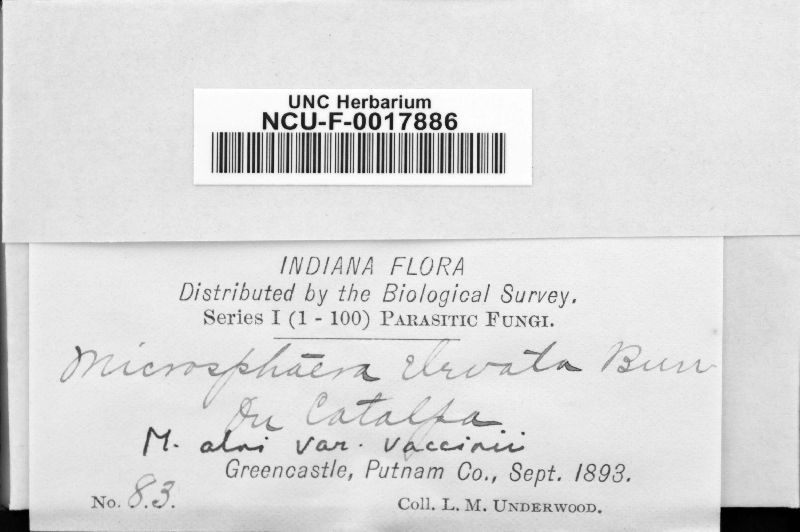 UNC Herbarium
NCU-F-0017886
INDIANA FLORA
Distributed by the Biological Survey.
Series I (1 - 100) PARASITIC FUNGI.
Microsphaera elevata Burr
On Catalpa
M. alni var. vaccinii
Greencastle, Putnam Co., Sept. 1893.
No. 83.
Coll. L. M. UNDERWOOD.